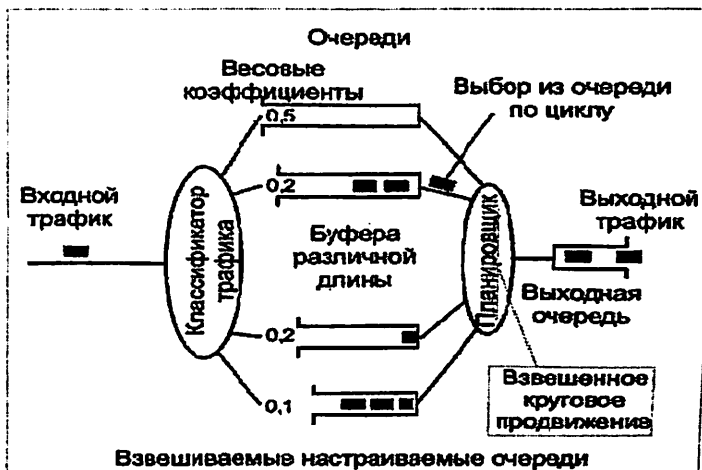 Очереди
Весовые
коэффициенты
Выбор из очереди
по циклу
0,5
0,2
Входной
трафик
Классификатор
трафика
Буфера
различной
длины
Планировщик
Выходной
трафик
Выходная
очередь
0,2
0,1
Взвешенное
круговое
продвижение
Взвешиваемые настраиваемые очереди